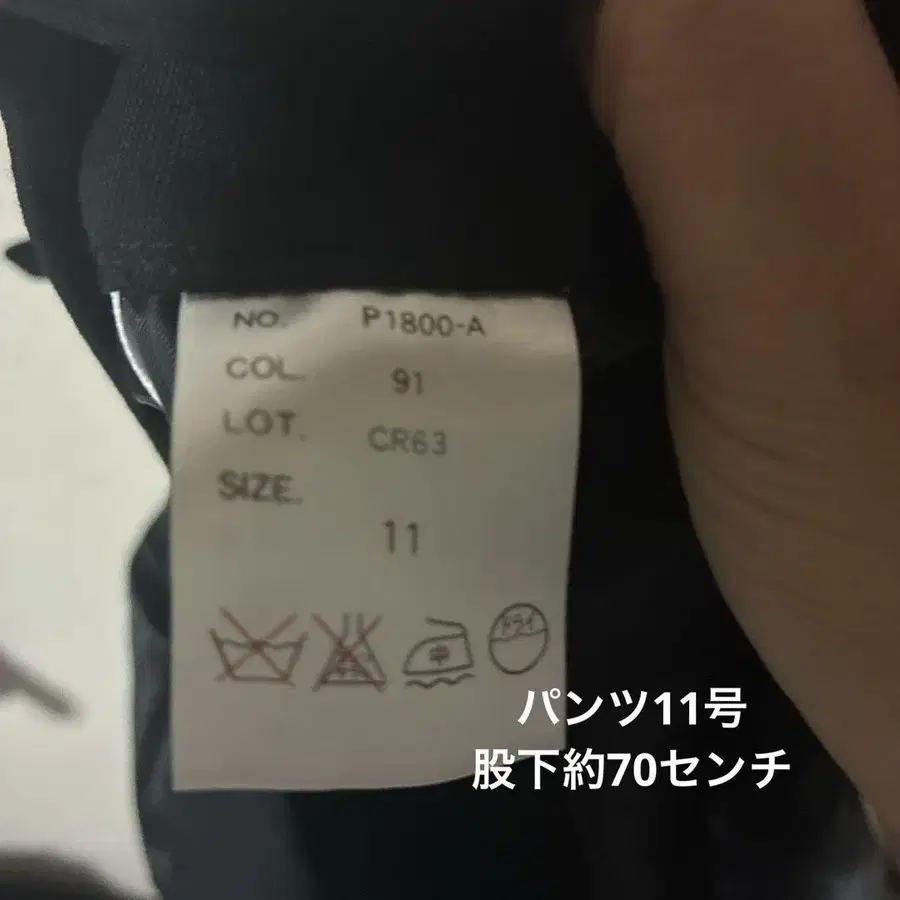 NO. P1800-A
COL. 91
LOT. CR63
SIZE.
11
中
ドライ
パンツ11号
股下約70センチ